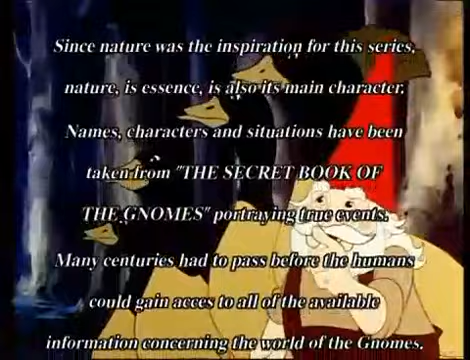 Since nature was the inspiration for this series,
nature, is essence, is also its main character.
Names, characters and situations have been
taken from "THE SECRET BOOK OF
THE GNOMES" portraying true events.
Many centuries had to pass before the humans
could gain acces to all of the available
information concerning the world of the Gnomes.